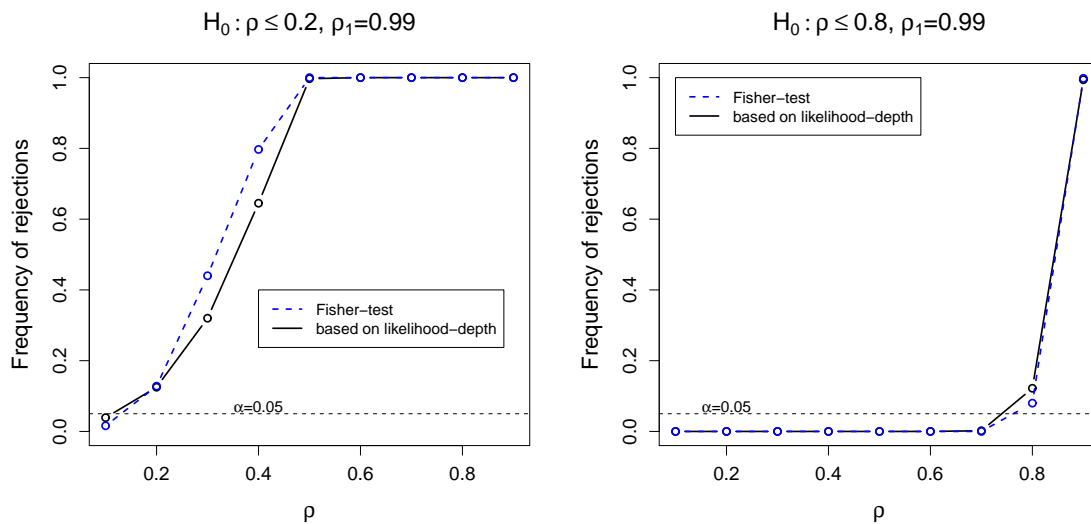 H₀ : ρ ≤ 0.2, ρ₁=0.99
Frequency of rejections
1.0
0.8
0.6
0.4
0.2
0.0
Fisher−test
based on likelihood−depth
α=0.05
0.2 0.4 0.6 0.8
ρ
H₀ : ρ ≤ 0.8, ρ₁=0.99
Frequency of rejections
1.0
0.8
0.6
0.4
0.2
0.0
Fisher−test
based on likelihood−depth
α=0.05
0.2 0.4 0.6 0.8
ρ